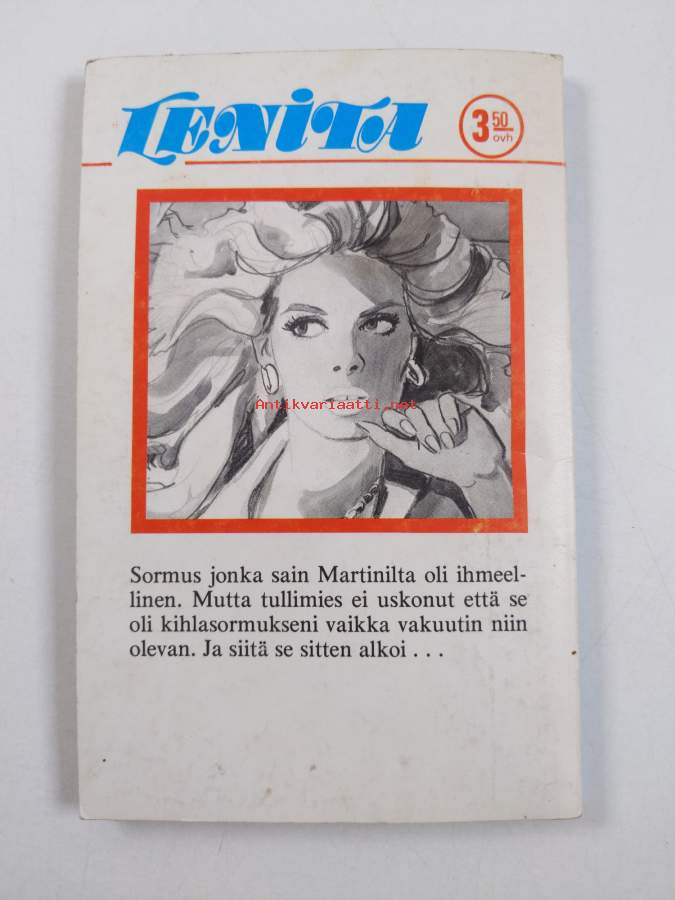 LENITA
3 50
ovh
Antikvariaatti.net
Sormus jonka sain Martinilta oli ihmeel-
linen. Mutta tullimies ei uskonut että se
oli kihlasormukseni vaikka vakuutin niin
olevan. Ja siitä se sitten alkoi . . .